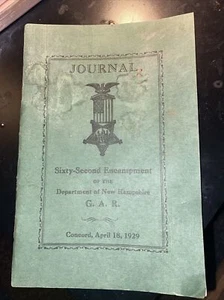 JOURNAL
Sixty-Second Encampment
OF THE
Department of New Hampshire
G. A. R.
Concord, April 18, 1929